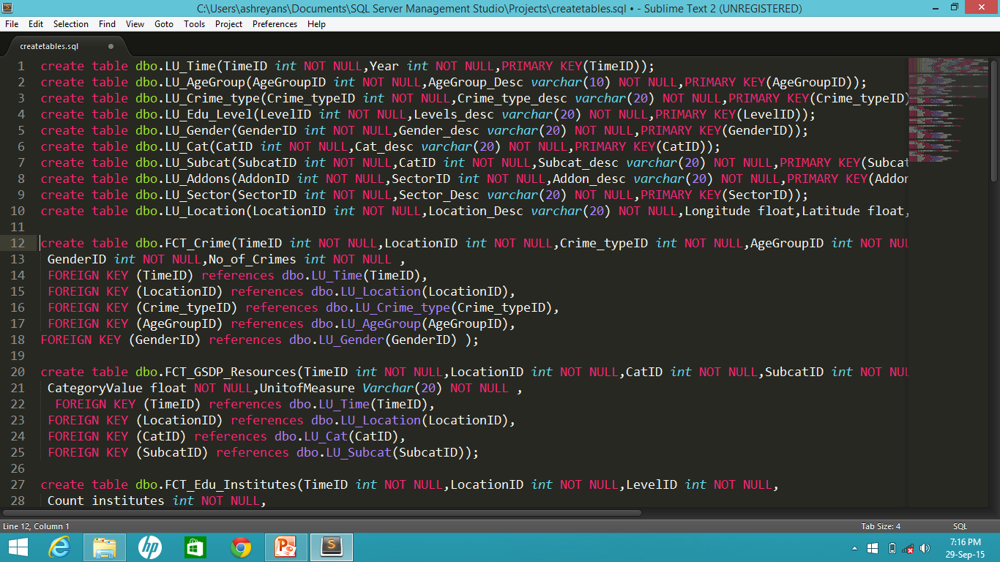 C:\Users\ashreyans\Documents\SQL Server Management Studio\Projects\createtables.sql • - Sublime Text 2 (UNREGISTERED)
File Edit Selection Find View Goto Tools Project Preferences Help
createtables.sql
1 create table dbo.LU_Time(TimeID int NOT NULL,Year int NOT NULL,PRIMARY KEY(TimeID));
2 create table dbo.LU_AgeGroup(AgeGroupID int NOT NULL,AgeGroup_Desc varchar(10) NOT NULL,PRIMARY KEY(AgeGroupID));
3 create table dbo.LU_Crime_type(Crime_typeID int NOT NULL,Crime_type_desc varchar(20) NOT NULL,PRIMARY KEY(Crime_typeID)
4 create table dbo.LU_Edu_Level(LevelID int NOT NULL,Levels_desc varchar(20) NOT NULL,PRIMARY KEY(LevelID));
5 create table dbo.LU_Gender(GenderID int NOT NULL,Gender_desc varchar(20) NOT NULL,PRIMARY KEY(GenderID));
6 create table dbo.LU_Cat(CatID int NOT NULL,Cat_desc varchar(20) NOT NULL,PRIMARY KEY(CatID));
7 create table dbo.LU_Subcat(SubcatID int NOT NULL,CatID int NOT NULL,Subcat_desc varchar(20) NOT NULL,PRIMARY KEY(Subcat
8 create table dbo.LU_Addons(AddonID int NOT NULL,SectorID int NOT NULL,Addon_desc varchar(20) NOT NULL,PRIMARY KEY(Addon
9 create table dbo.LU_Sector(SectorID int NOT NULL,Sector_Desc varchar(20) NOT NULL,PRIMARY KEY(SectorID));
10 create table dbo.LU_Location(LocationID int NOT NULL,Location_Desc varchar(20) NOT NULL,Longitude float,Latitude float,
11
12 create table dbo.FCT_Crime(TimeID int NOT NULL,LocationID int NOT NULL,Crime_typeID int NOT NULL,AgeGroupID int NOT NUL
13 GenderID int NOT NULL,No_of_Crimes int NOT NULL ,
14 FOREIGN KEY (TimeID) references dbo.LU_Time(TimeID),
15 FOREIGN KEY (LocationID) references dbo.LU_Location(LocationID),
16 FOREIGN KEY (Crime_typeID) references dbo.LU_Crime_type(Crime_typeID),
17 FOREIGN KEY (AgeGroupID) references dbo.LU_AgeGroup(AgeGroupID),
18 FOREIGN KEY (GenderID) references dbo.LU_Gender(GenderID) );
19
20 create table dbo.FCT_GSDP_Resources(TimeID int NOT NULL,LocationID int NOT NULL,CatID int NOT NULL,SubcatID int NOT NUL
21 CategoryValue float NOT NULL,UnitofMeasure Varchar(20) NOT NULL ,
22 FOREIGN KEY (TimeID) references dbo.LU_Time(TimeID),
23 FOREIGN KEY (LocationID) references dbo.LU_Location(LocationID),
24 FOREIGN KEY (CatID) references dbo.LU_Cat(CatID),
25 FOREIGN KEY (SubcatID) references dbo.LU_Subcat(SubcatID));
26
27 create table dbo.FCT_Edu_Institutes(TimeID int NOT NULL,LocationID int NOT NULL,LevelID int NOT NULL,
28 Count institutes int NOT NULL,
Line 12, Column 1 Tab Size: 4 SQL
7:16 PM
29-Sep-15